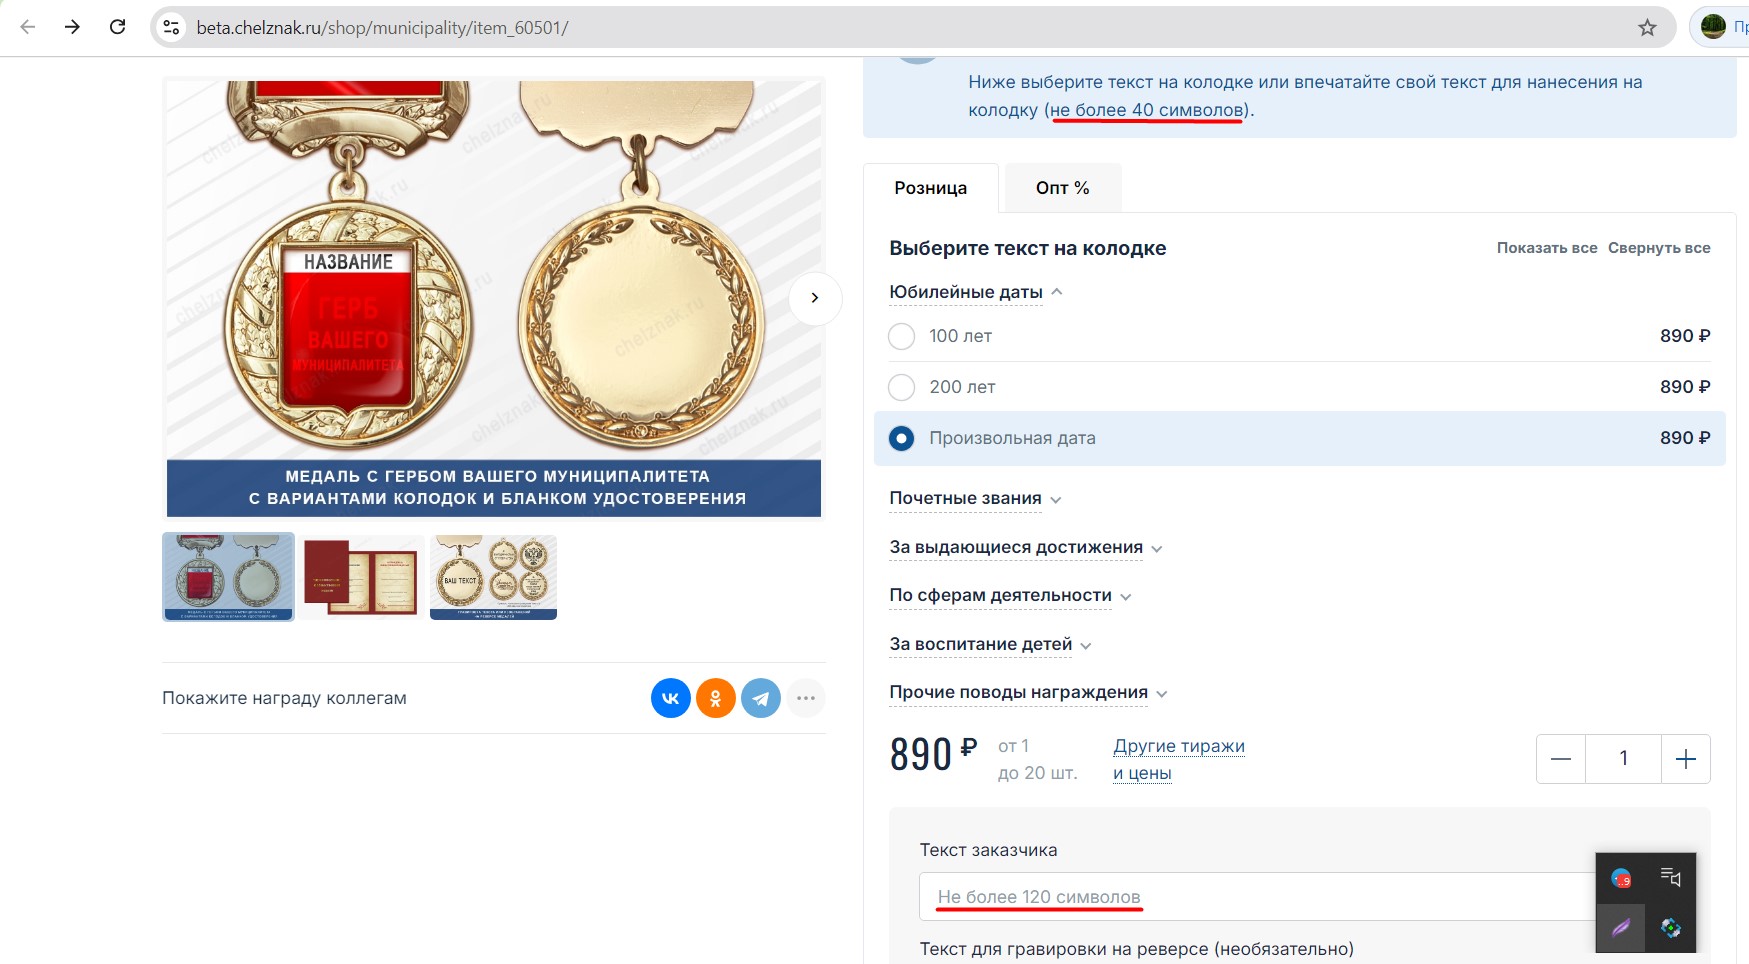 beta.chelznak.ru/shop/municipality/item_60501/
Пр
Ниже выберите текст на колодке или впечатайте свой текст для нанесения на
колодку (не более 40 символов).
Розница
Опт %
Выберите текст на колодке
Показать все
Свернуть все
Юбилейные даты
100 лет
890 ₽
200 лет
890 ₽
Произвольная дата
890 ₽
Почетные звания
За выдающиеся достижения
По сферам деятельности
За воспитание детей
Прочие поводы награждения
890 ₽
от 1
до 20 шт.
Другие тиражи
и цены
1
Текст заказчика
Не более 120 символов
Текст для гравировки на реверсе (необязательно)
НАЗВАНИЕ
ГЕРБ
ВАШЕГО
МУНИЦИПАЛИТЕТА
chelznak.ru
МЕДАЛЬ С ГЕРБОМ ВАШЕГО МУНИЦИПАЛИТЕТА
С ВАРИАНТАМИ КОЛОДОК И БЛАНКОМ УДОСТОВЕРЕНИЯ
ВАШ ТЕКСТ
Покажите награду коллегам